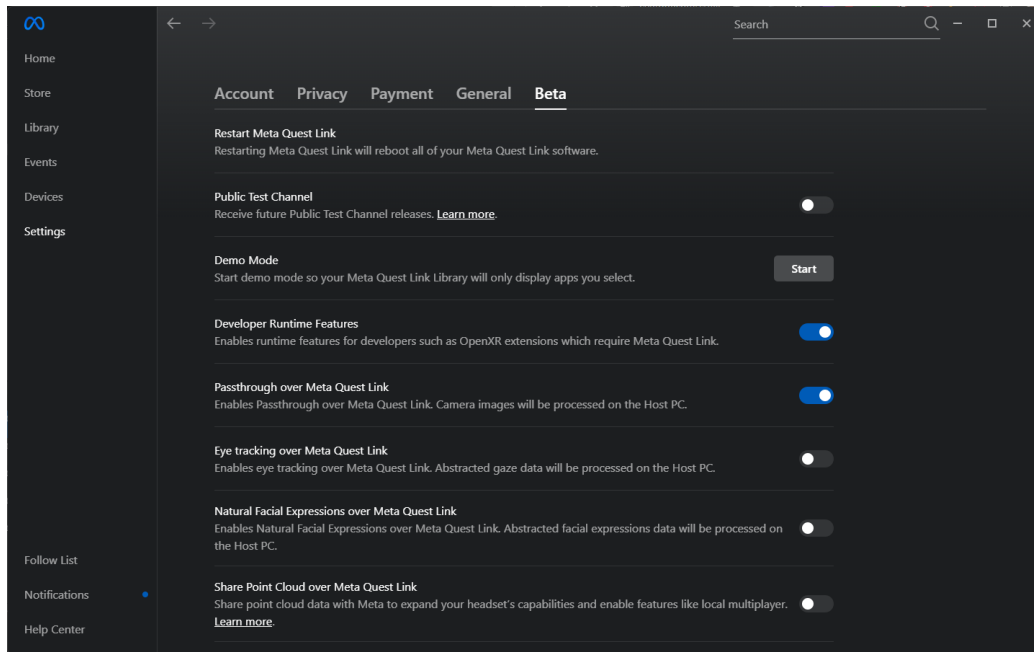 Search
Home
Store
Library
Events
Devices
Settings
Follow List
Notifications
Help Center
Account Privacy Payment General Beta
Restart Meta Quest Link
Restarting Meta Quest Link will reboot all of your Meta Quest Link software.
Public Test Channel
Receive future Public Test Channel releases. Learn more.
Demo Mode
Start demo mode so your Meta Quest Link Library will only display apps you select.
Start
Developer Runtime Features
Enables runtime features for developers such as OpenXR extensions which require Meta Quest Link.
Passthrough over Meta Quest Link
Enables Passthrough over Meta Quest Link. Camera images will be processed on the Host PC.
Eye tracking over Meta Quest Link
Enables eye tracking over Meta Quest Link. Abstracted gaze data will be processed on the Host PC.
Natural Facial Expressions over Meta Quest Link
Enables Natural Facial Expressions over Meta Quest Link. Abstracted facial expressions data will be processed on
the Host PC.
Share Point Cloud over Meta Quest Link
Share point cloud data with Meta to expand your headset's capabilities and enable features like local multiplayer.
Learn more.